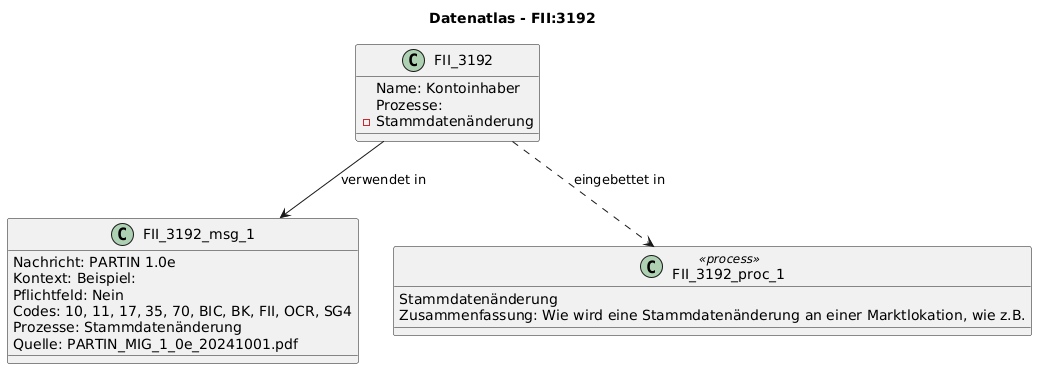 Datenatlas - FII:3192
C FII_3192
Name: Kontoinhaber
Prozesse:
Stammdatenänderung
verwendet in
eingebettet in
C FII_3192_msg_1
Nachricht: PARTIN 1.0e
Kontext: Beispiel:
Pflichtfeld: Nein
Codes: 10, 11, 17, 35, 70, BIC, BK, FII, OCR, SG4
Prozesse: Stammdatenänderung
Quelle: PARTIN_MIG_1_0e_20241001.pdf
«process»
C FII_3192_proc_1
Stammdatenänderung
Zusammenfassung: Wie wird eine Stammdatenänderung an einer Marktlokation, wie z.B.